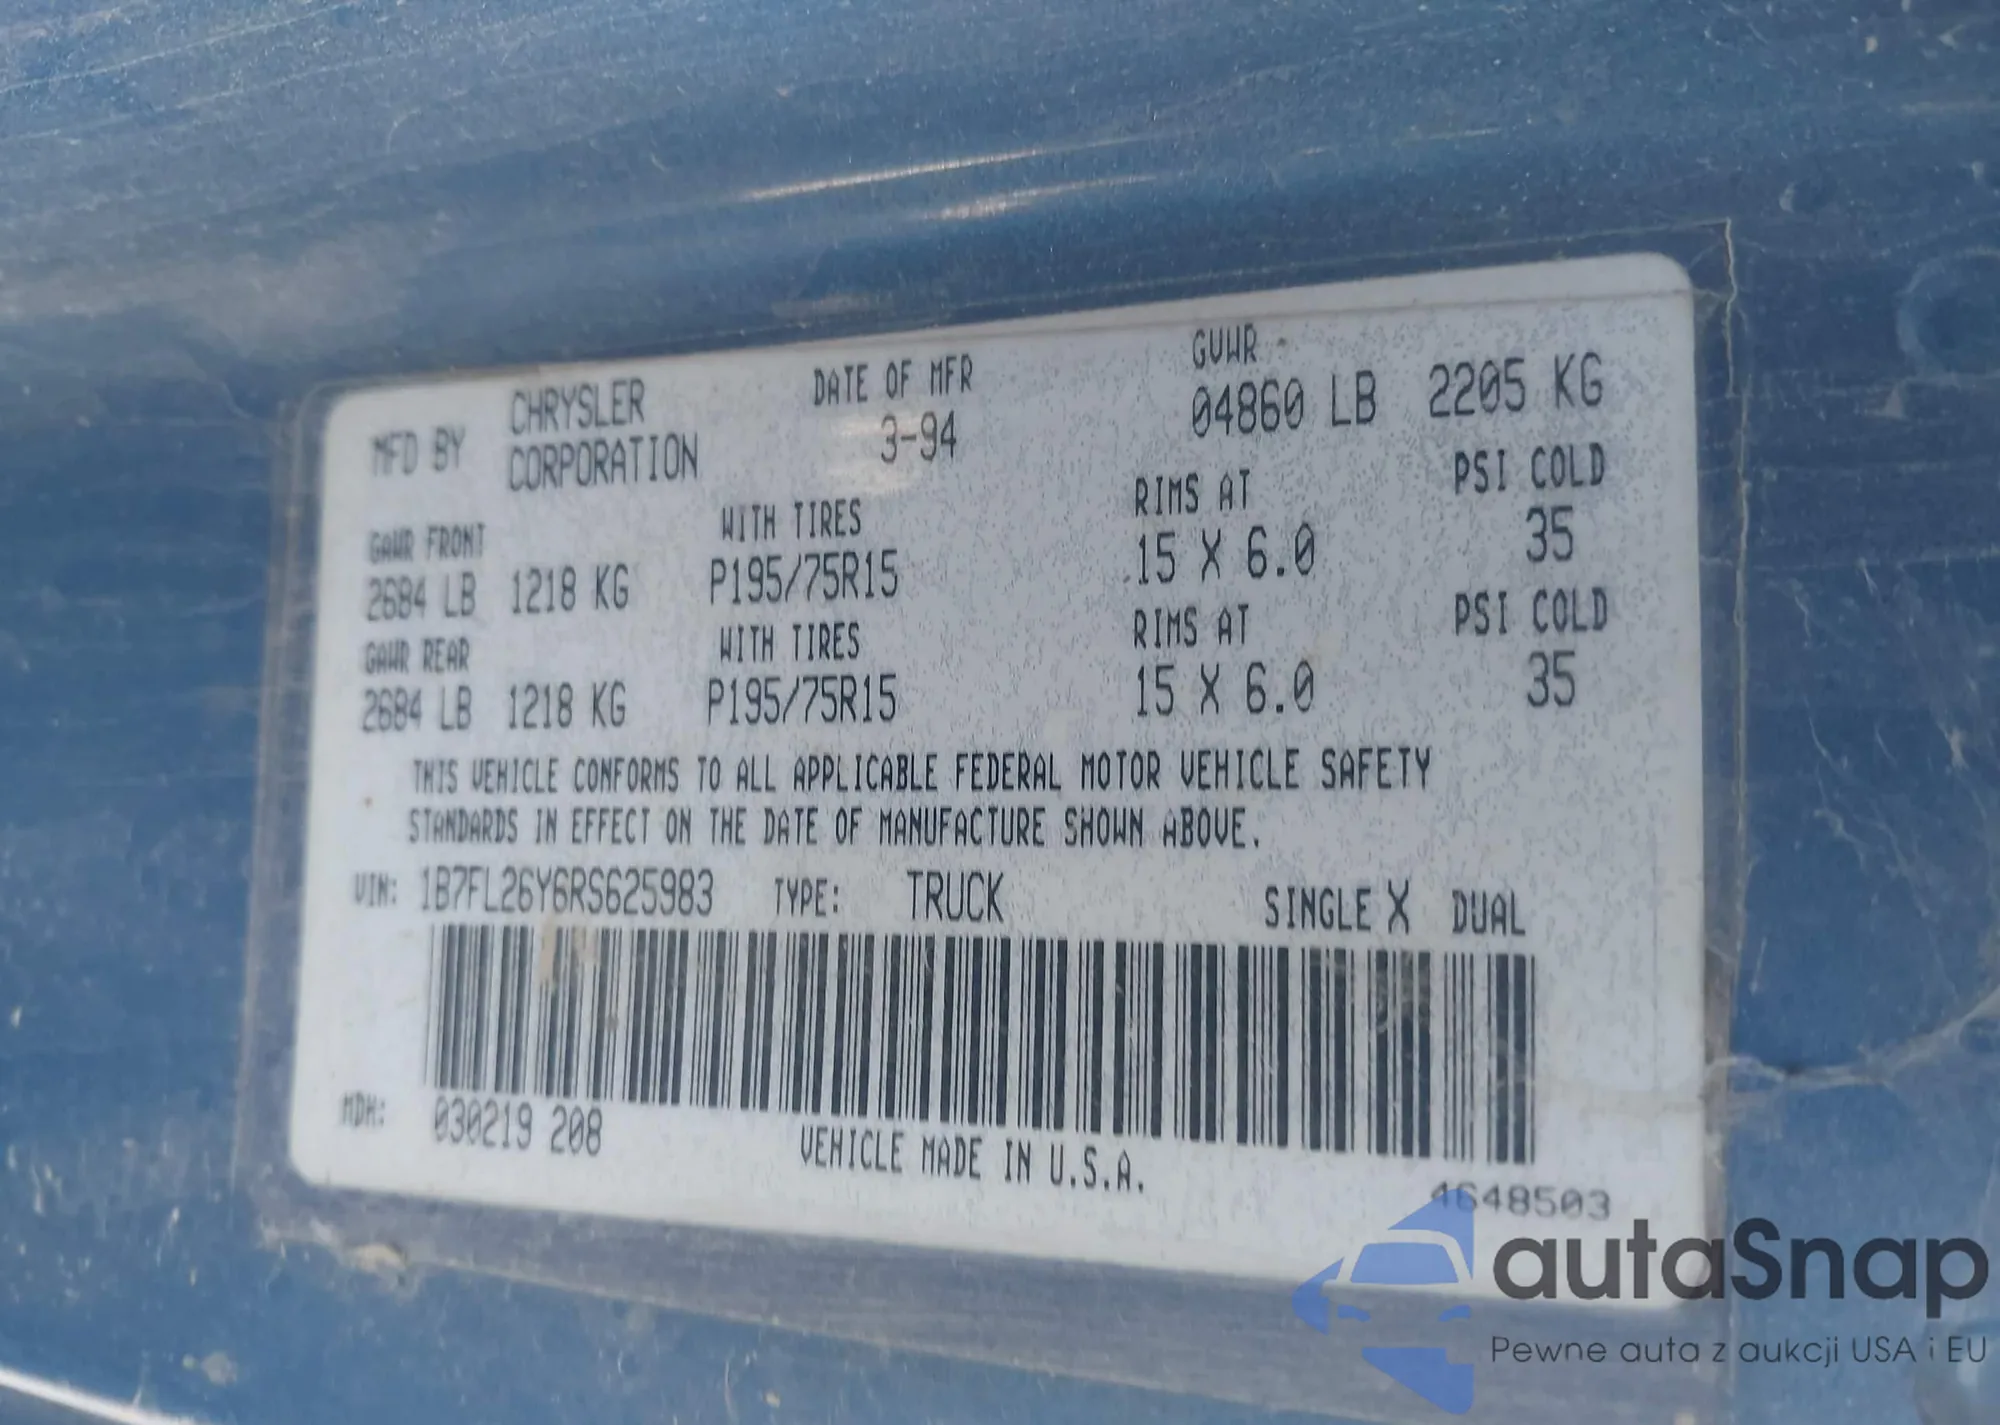 MFD BY CHRYSLER CORPORATION DATE OF MFR 3-94 GVWR 04860 LB 2205 KG
GAWR FRONT WITH TIRES RIMS AT PSI COLD
2684 LB 1218 KG P195/75R15 15 X 6.0 35
GAWR REAR WITH TIRES RIMS AT PSI COLD
2684 LB 1218 KG P195/75R15 15 X 6.0 35
THIS VEHICLE CONFORMS TO ALL APPLICABLE FEDERAL MOTOR VEHICLE SAFETY
STANDARDS IN EFFECT ON THE DATE OF MANUFACTURE SHOWN ABOVE.
VIN: 1B7FL26Y6RS625983 TYPE: TRUCK SINGLE X DUAL
MDH: 030219 208
VEHICLE MADE IN U.S.A.
4648503
autaSnap
Pewne auta z aukcji USA i EU